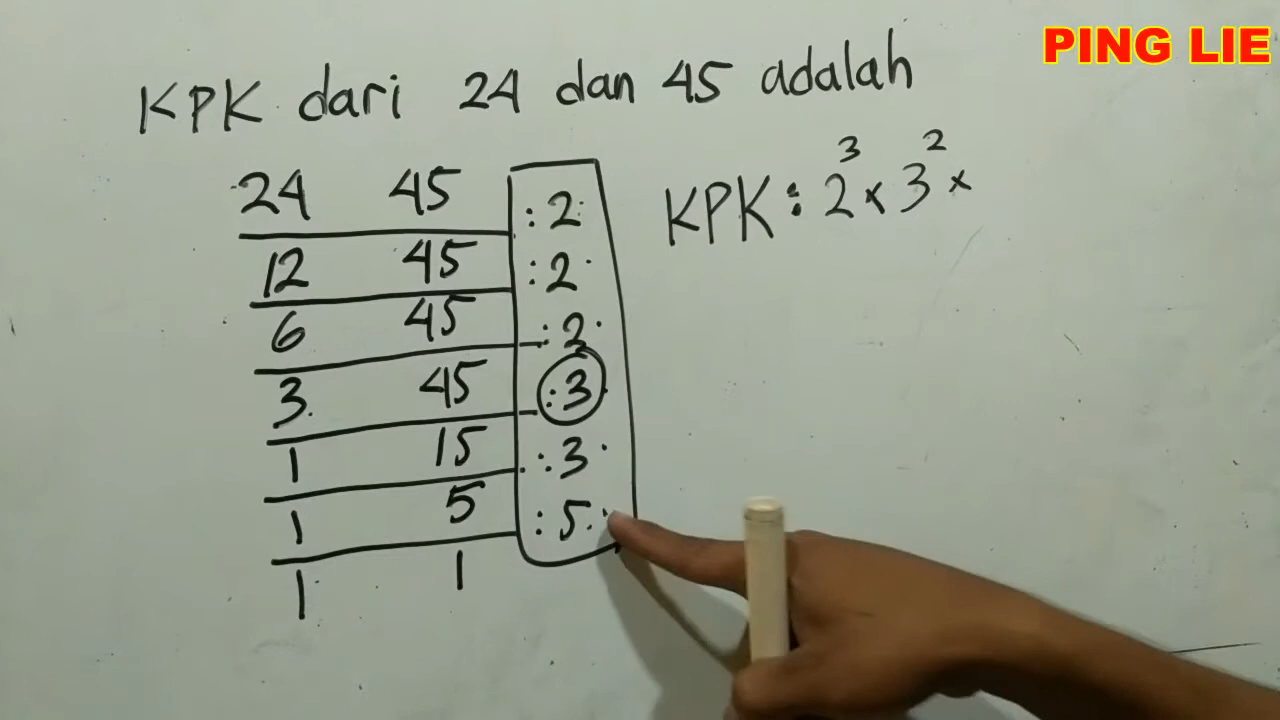 PING LIE
KPK dari 24 dan 45 adalah
24 45 :2
12 45 :2
6 45 :2
3 45 :3
1 15 :3
1 5 :5
1 1
KPK : 2³ × 3² ×